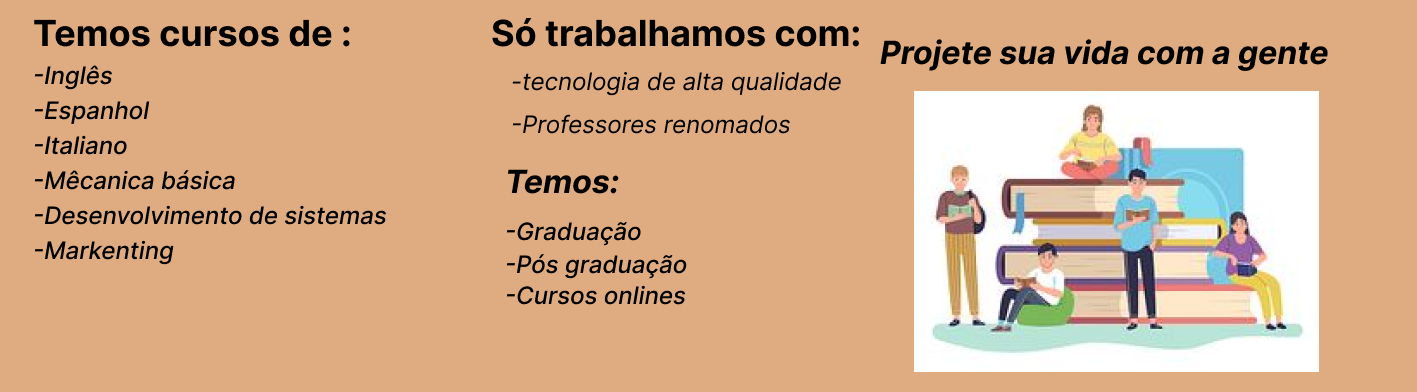 Temos cursos de :
-Inglês
-Espanhol
-Italiano
-Mêcanica básica
-Desenvolvimento de sistemas
-Markenting
Só trabalhamos com:
-tecnologia de alta qualidade
-Professores renomados
Temos:
-Graduação
-Pós graduação
-Cursos onlines
Projete sua vida com a gente